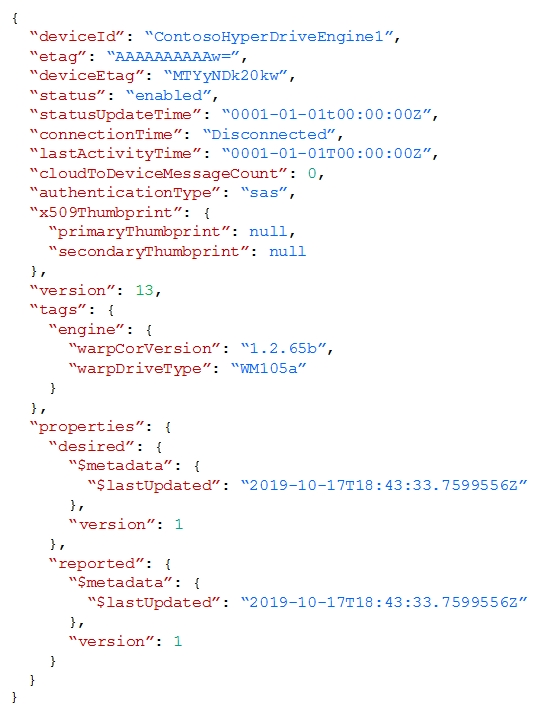 {
“deviceId”: “ContosoHyperDriveEngine1”,
“etag”: “AAAAAAAAAAw=”,
“deviceEtag”: “MTYyNDk20kw”,
“status”: “enabled”,
“statusUpdateTime”: “0001-01-01t00:00:00Z”,
“connectionTime”: “Disconnected”,
“lastActivityTime”: “0001-01-01T00:00:00Z”,
“cloudToDeviceMessageCount”: 0,
“authenticationType”: “sas”,
“x509Thumbprint”: {
“primaryThumbprint”: null,
“secondaryThumbprint”: null
},
“version”: 13,
“tags”: {
“engine”: {
“warpCorVersion”: “1.2.65b”,
“warpDriveType”: “WM105a”
}
},
“properties”: {
“desired”: {
“$metadata”: {
“$lastUpdated”: “2019-10-17T18:43:33.7599556Z”
},
“version”: 1
},
“reported”: {
“$metadata”: {
“$lastUpdated”: “2019-10-17T18:43:33.7599556Z”
},
“version”: 1
}
}
}